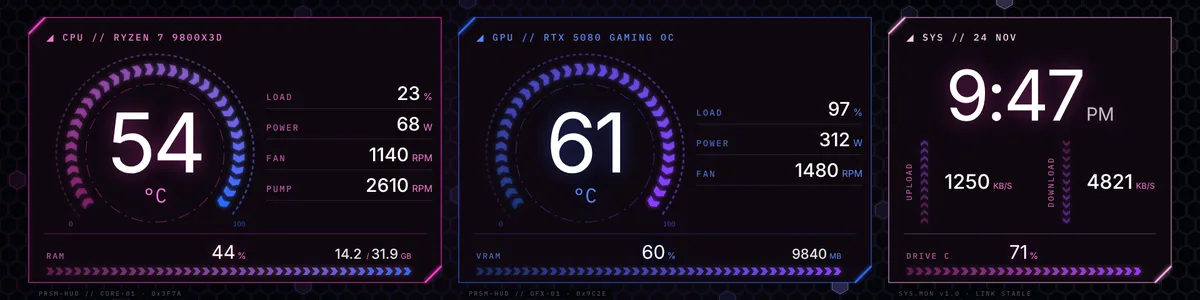 ◢ CPU // RYZEN 7 9800X3D
54
°C
0 100
LOAD 23 %
POWER 68 W
FAN 1140 RPM
PUMP 2610 RPM
RAM 44 % 14.2 / 31.9 GB
PRSM-HUD // CORE-01 - 0x3F7A
◢ GPU // RTX 5080 GAMING OC
61
°C
0 100
LOAD 97 %
POWER 312 W
FAN 1480 RPM
VRAM 60 % 9840 MB
PRSM-HUD // GFX-01 - 0x9C2E
◢ SYS // 24 NOV
9:47 PM
UPLOAD 1250 KB/S
DOWNLOAD 4821 KB/S
DRIVE C 71 %
SYS.MON v1.0 - LINK STABLE